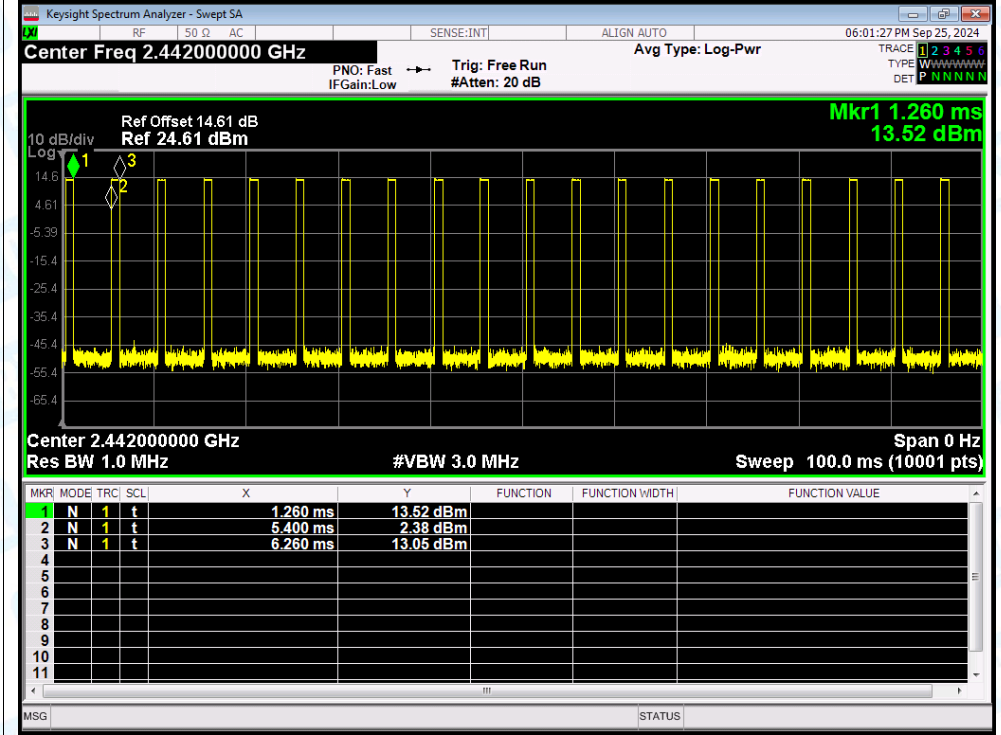 Keysight Spectrum Analyzer - Swept SA
LXI RF 50 Ω AC SENSE:INT ALIGN AUTO 06:01:27 PM Sep 25, 2024
Center Freq 2.442000000 GHz Avg Type: Log-Pwr TRACE 1 2 3 4 5 6
PNO: Fast Trig: Free Run TYPE WWWWWW
IFGain:Low #Atten: 20 dB DET P N N N N N
Mkr1 1.260 ms
Ref Offset 14.61 dB
10 dB/div Ref 24.61 dBm 13.52 dBm
Log
1 3
14.6
2
4.61
-5.39
-15.4
-25.4
-35.4
-45.4
-55.4
-65.4
Center 2.442000000 GHz Span 0 Hz
Res BW 1.0 MHz #VBW 3.0 MHz Sweep 100.0 ms (10001 pts)
MKR MODE TRC SCL X Y FUNCTION FUNCTION WIDTH FUNCTION VALUE
1 N 1 t 1.260 ms 13.52 dBm
2 N 1 t 5.400 ms 2.38 dBm
3 N 1 t 6.260 ms 13.05 dBm
4
5
6
7
8
9
10
11
MSG STATUS